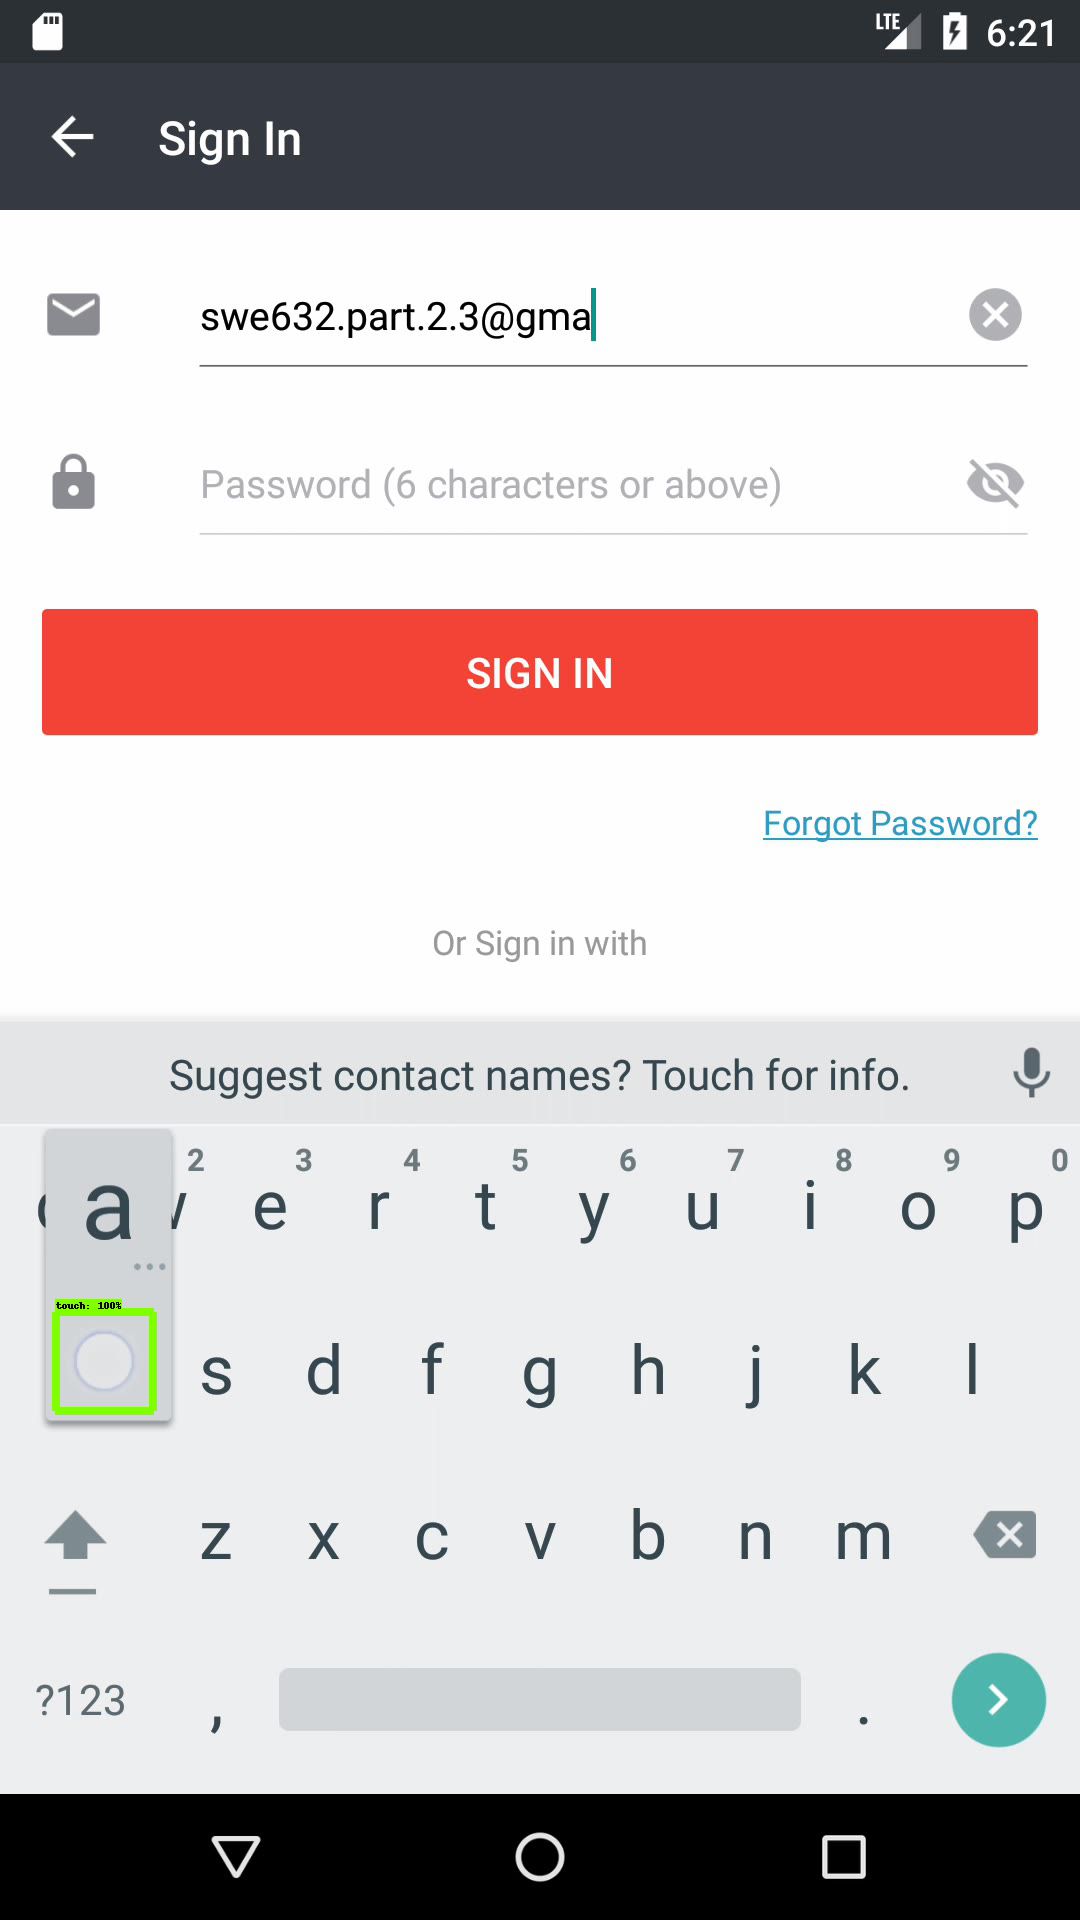 LTE 6:21
Sign In
swe632.part.2.3@gma
Password (6 characters or above)
SIGN IN
Forgot Password?
Or Sign in with
Suggest contact names? Touch for info.
2 3 4 5 6 7 8 9 0
a e r t y u i o p
touch: 100%
s d f g h j k l
z x c v b n m
?123 , .